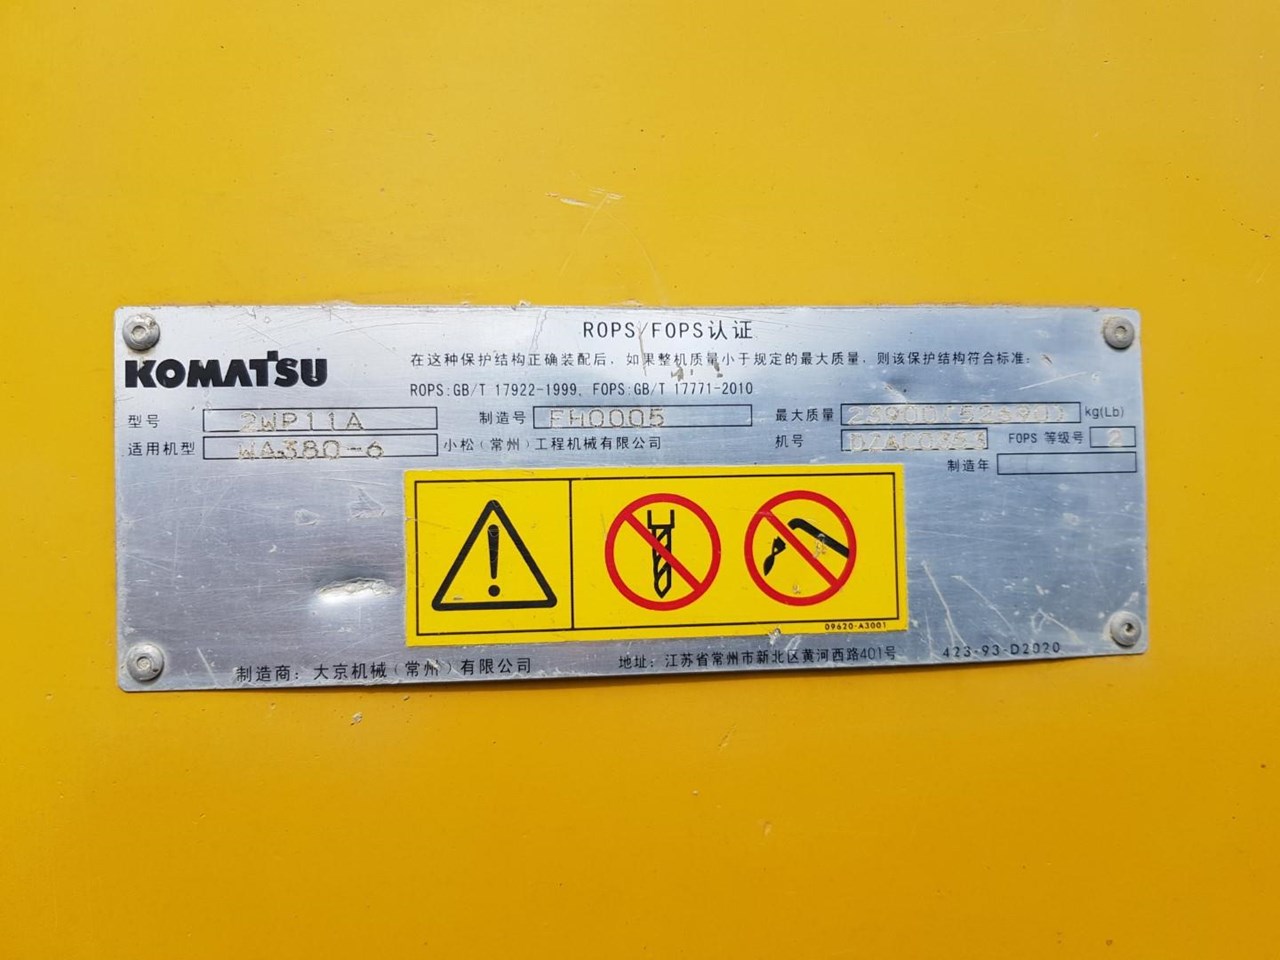 ROPS/FOPS认证
KOMATSU
在这种保护结构正确装配后，如果整机质量小于规定的最大质量，则该保护结构符合标准：
ROPS:GB/T 17922-1999, FOPS:GB/T 17771-2010
型号 2WP11A 制造号 FH0005 最大质量 23900(52690) kg(Lb)
适用机型 WA380-6 小松(常州)工程机械有限公司 机号 FOPS 等级号 2
制造年
09620-A3001
制造商：大京机械(常州)有限公司 地址：江苏省常州市新北区黄河西路401号 423-93-D2020